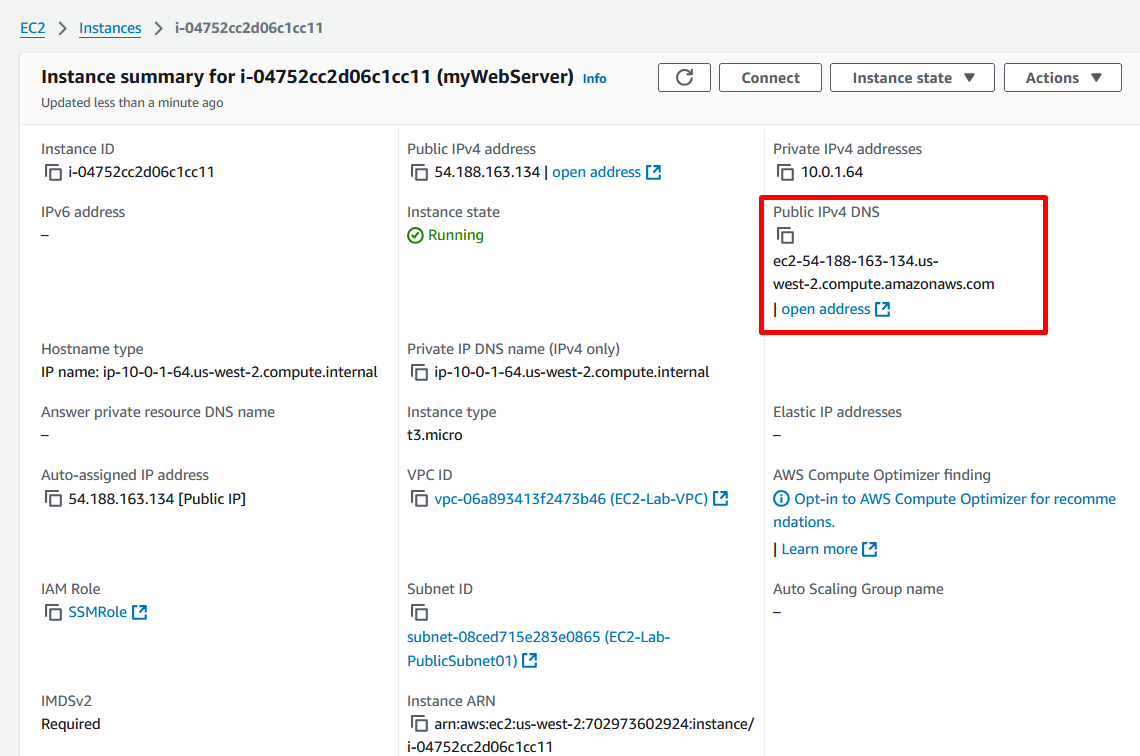 EC2 > Instances > i-04752cc2d06c1cc11
Instance summary for i-04752cc2d06c1cc11 (myWebServer) Info
Updated less than a minute ago
Connect
Instance state
Actions
Instance ID
i-04752cc2d06c1cc11
Public IPv4 address
54.188.163.134 | open address
Private IPv4 addresses
10.0.1.64
IPv6 address
–
Instance state
Running
Public IPv4 DNS
ec2-54-188-163-134.us-
west-2.compute.amazonaws.com
| open address
Hostname type
IP name: ip-10-0-1-64.us-west-2.compute.internal
Private IP DNS name (IPv4 only)
ip-10-0-1-64.us-west-2.compute.internal
Answer private resource DNS name
–
Instance type
t3.micro
Elastic IP addresses
–
Auto-assigned IP address
54.188.163.134 [Public IP]
VPC ID
vpc-06a893413f2473b46 (EC2-Lab-VPC)
AWS Compute Optimizer finding
Opt-in to AWS Compute Optimizer for recomme
ndations.
| Learn more
IAM Role
SSMRole
Subnet ID
subnet-08ced715e283e0865 (EC2-Lab-
PublicSubnet01)
Auto Scaling Group name
–
IMDSv2
Required
Instance ARN
arn:aws:ec2:us-west-2:702973602924:instance/
i-04752cc2d06c1cc11